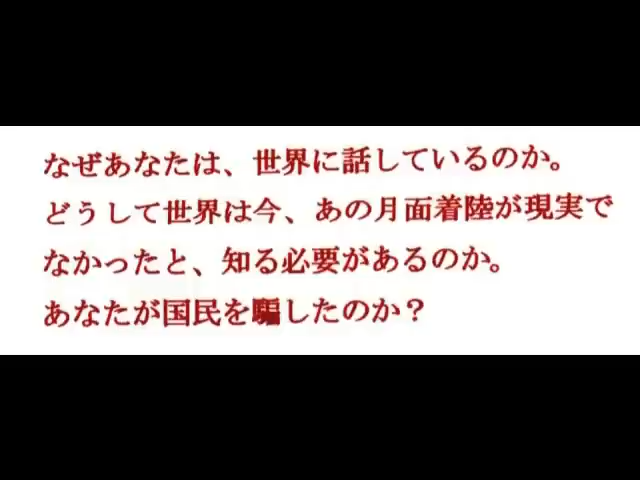 なぜあなたは、世界に話しているのか。
どうして世界は今、あの月面着陸が現実で
なかったと、知る必要があるのか。
あなたが国民を騙したのか?